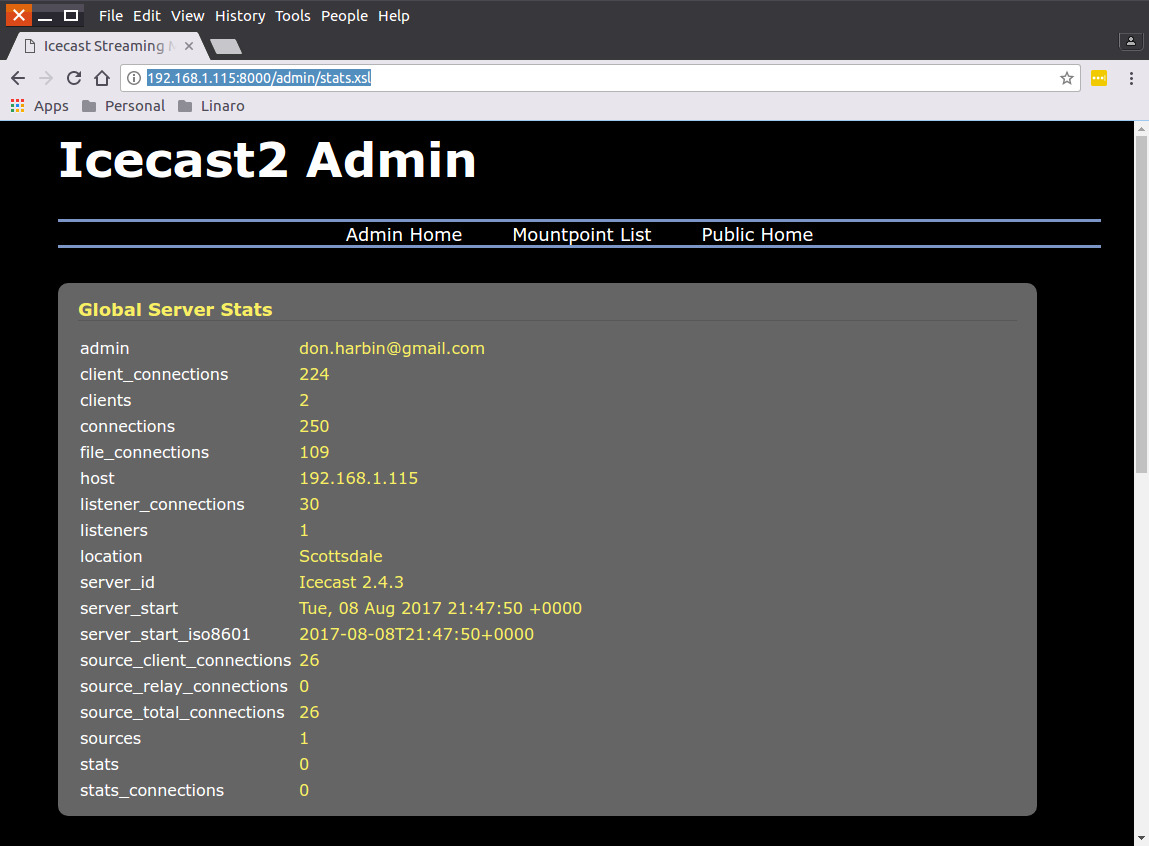 File Edit View History Tools People Help
Icecast Streaming
192.168.1.115:8000/admin/stats.xsl
Apps Personal Linaro
Icecast2 Admin
Admin Home Mountpoint List Public Home
Global Server Stats
admin don.harbin@gmail.com
client_connections 224
clients 2
connections 250
file_connections 109
host 192.168.1.115
listener_connections 30
listeners 1
location Scottsdale
server_id Icecast 2.4.3
server_start Tue, 08 Aug 2017 21:47:50 +0000
server_start_iso8601 2017-08-08T21:47:50+0000
source_client_connections 26
source_relay_connections 0
source_total_connections 26
sources 1
stats 0
stats_connections 0